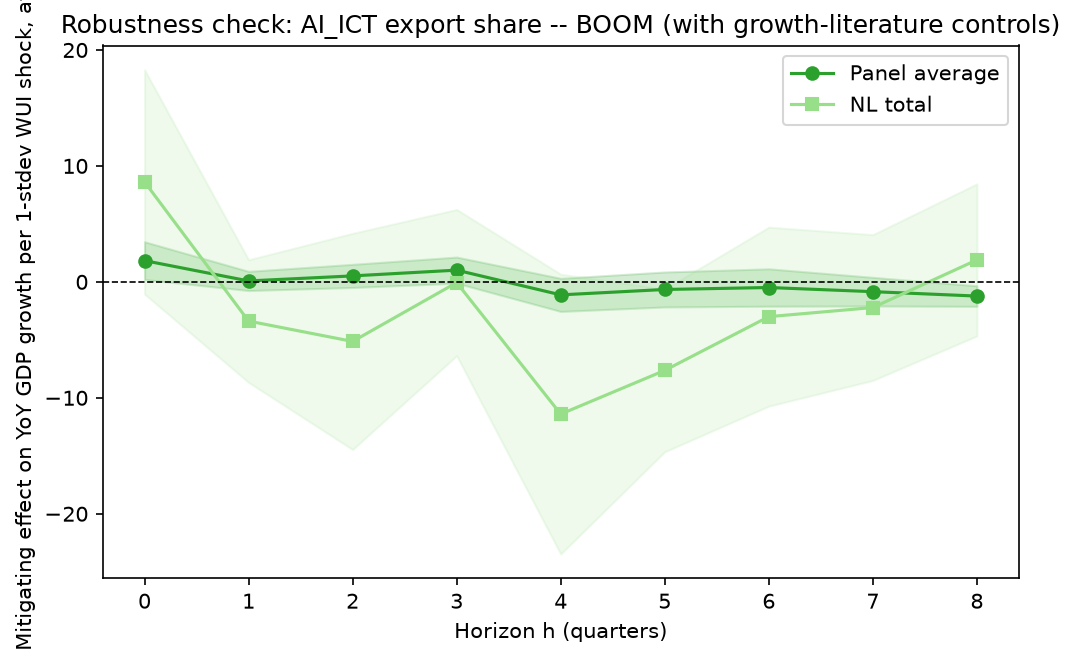 Robustness check: AI_ICT export share -- BOOM (with growth-literature controls)
Mitigating effect on YoY GDP growth per 1-stdev WUI shock,
20
10
0
−10
−20
Panel average
NL total
0 1 2 3 4 5 6 7 8
Horizon h (quarters)